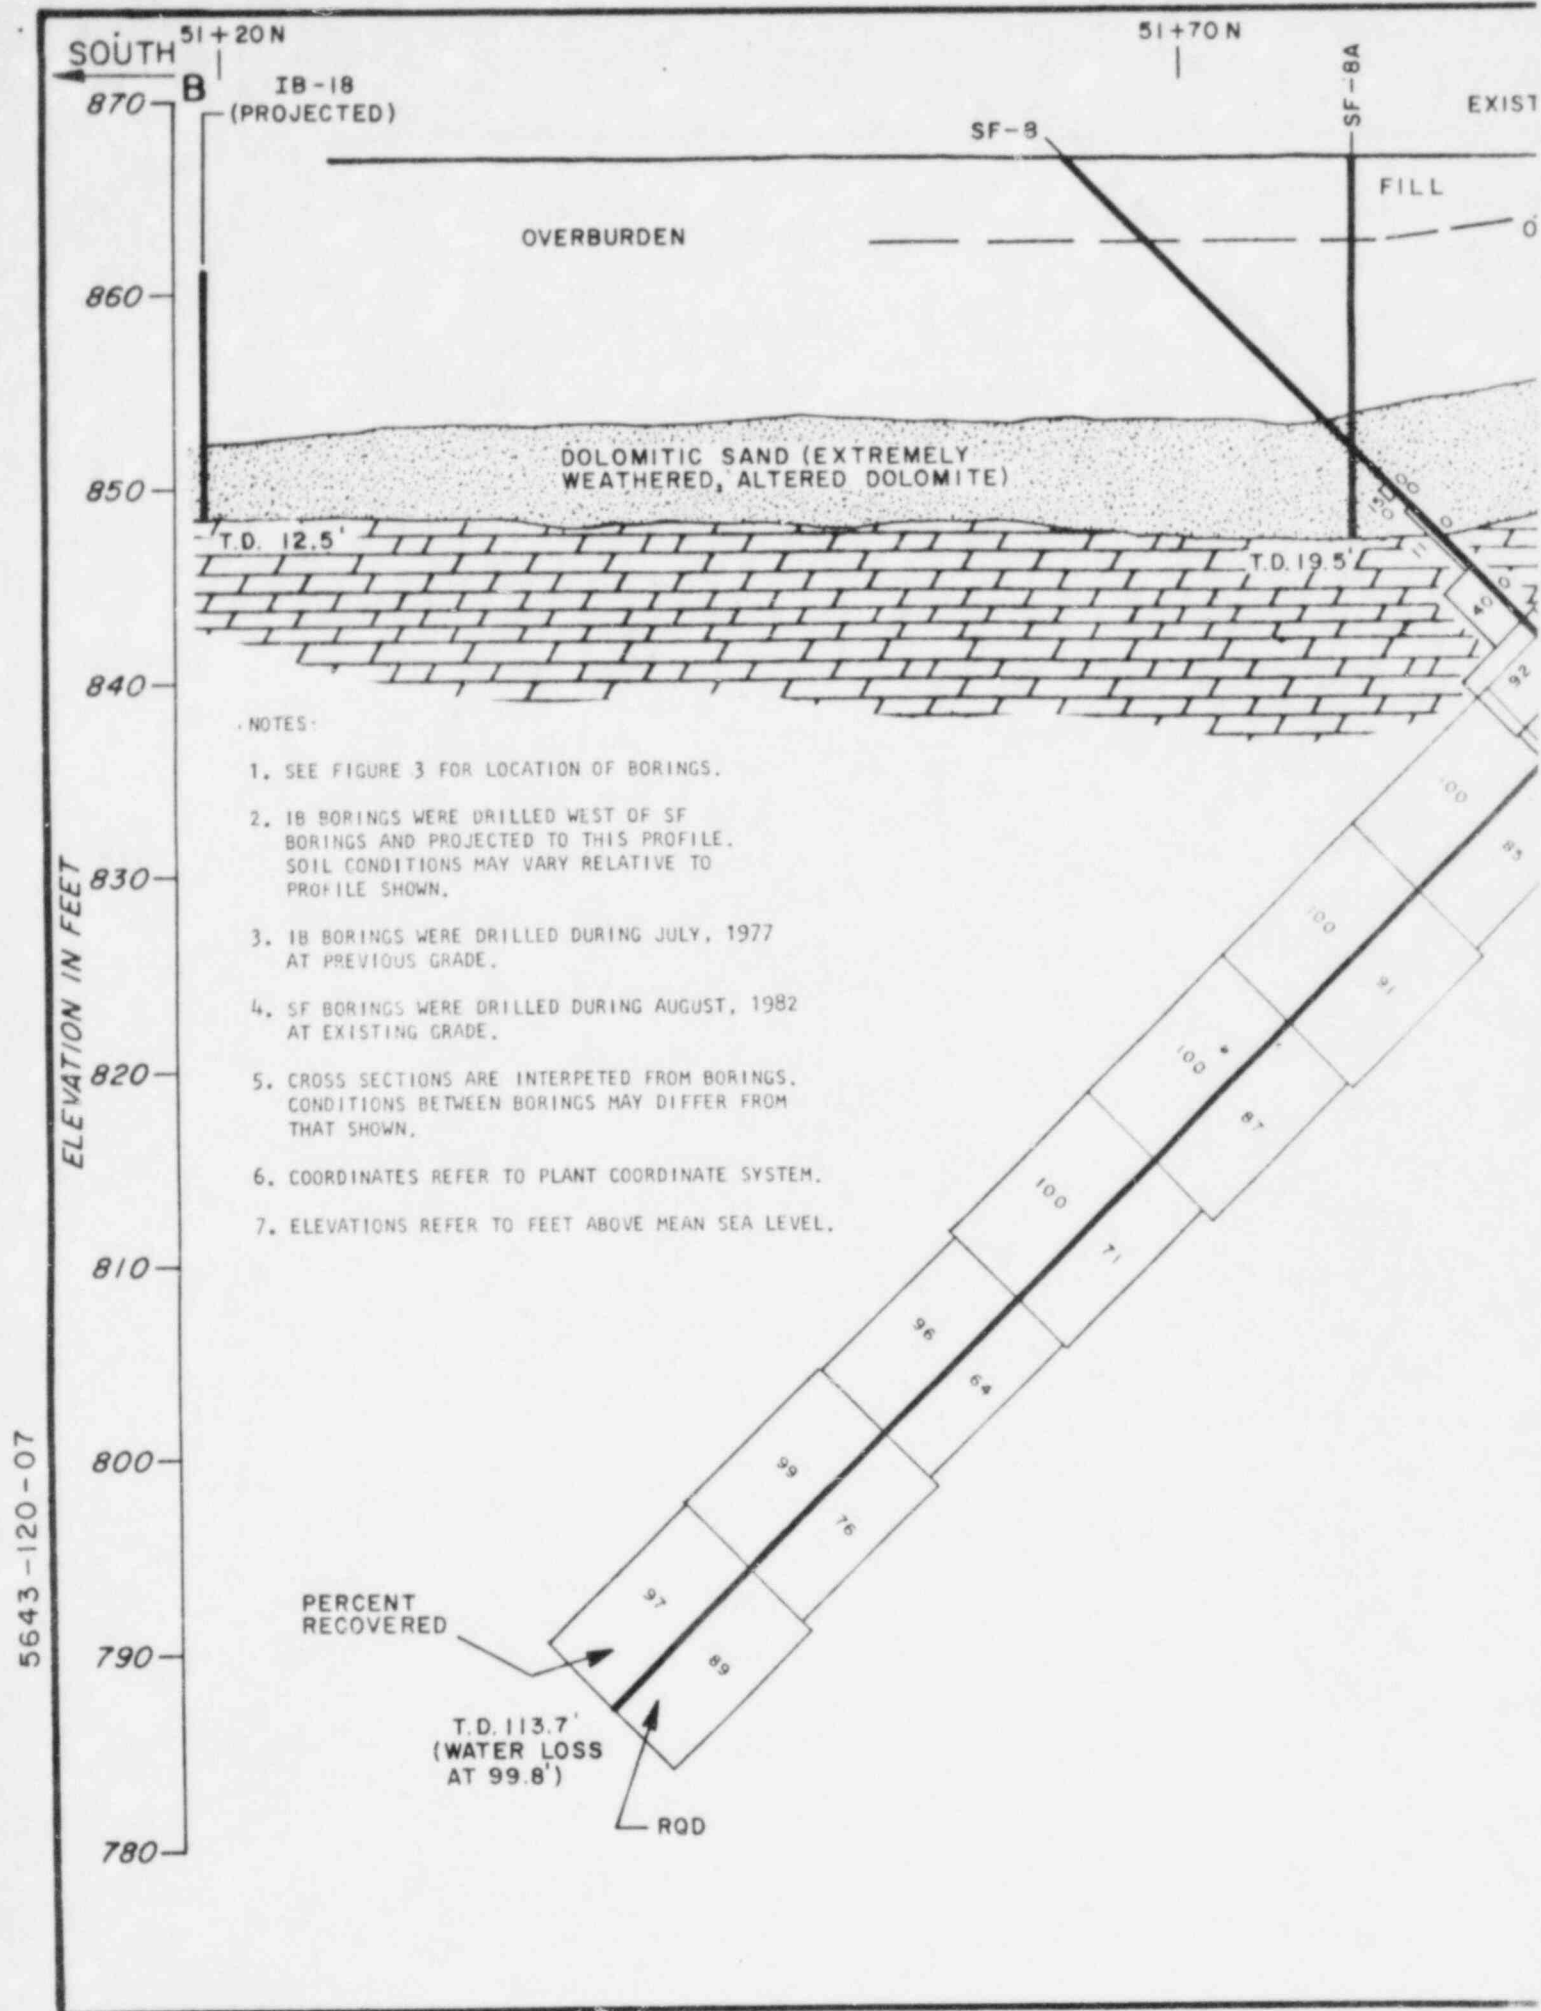 51+20N
51+70N
SOUTH
B
IB-18
(PROJECTED)
SF-8
SF-8A
EXIST
FILL
OVERBURDEN
DOLOMITIC SAND (EXTREMELY
WEATHERED, ALTERED DOLOMITE)
T.D. 12.5'
T.D. 19.5'
870
860
850
840
830
820
810
800
790
780
ELEVATION IN FEET
NOTES:
1. SEE FIGURE 3 FOR LOCATION OF BORINGS.
2. IB BORINGS WERE DRILLED WEST OF SF
BORINGS AND PROJECTED TO THIS PROFILE.
SOIL CONDITIONS MAY VARY RELATIVE TO
PROFILE SHOWN.
3. IB BORINGS WERE DRILLED DURING JULY, 1977
AT PREVIOUS GRADE.
4. SF BORINGS WERE DRILLED DURING AUGUST, 1982
AT EXISTING GRADE.
5. CROSS SECTIONS ARE INTERPETED FROM BORINGS.
CONDITIONS BETWEEN BORINGS MAY DIFFER FROM
THAT SHOWN.
6. COORDINATES REFER TO PLANT COORDINATE SYSTEM.
7. ELEVATIONS REFER TO FEET ABOVE MEAN SEA LEVEL.
11
0
40
0
92
100
85
100
91
100
87
100
71
96
64
99
76
97
89
PERCENT
RECOVERED
T.D. 113.7'
(WATER LOSS
AT 99.8')
RQD
5643-120-07